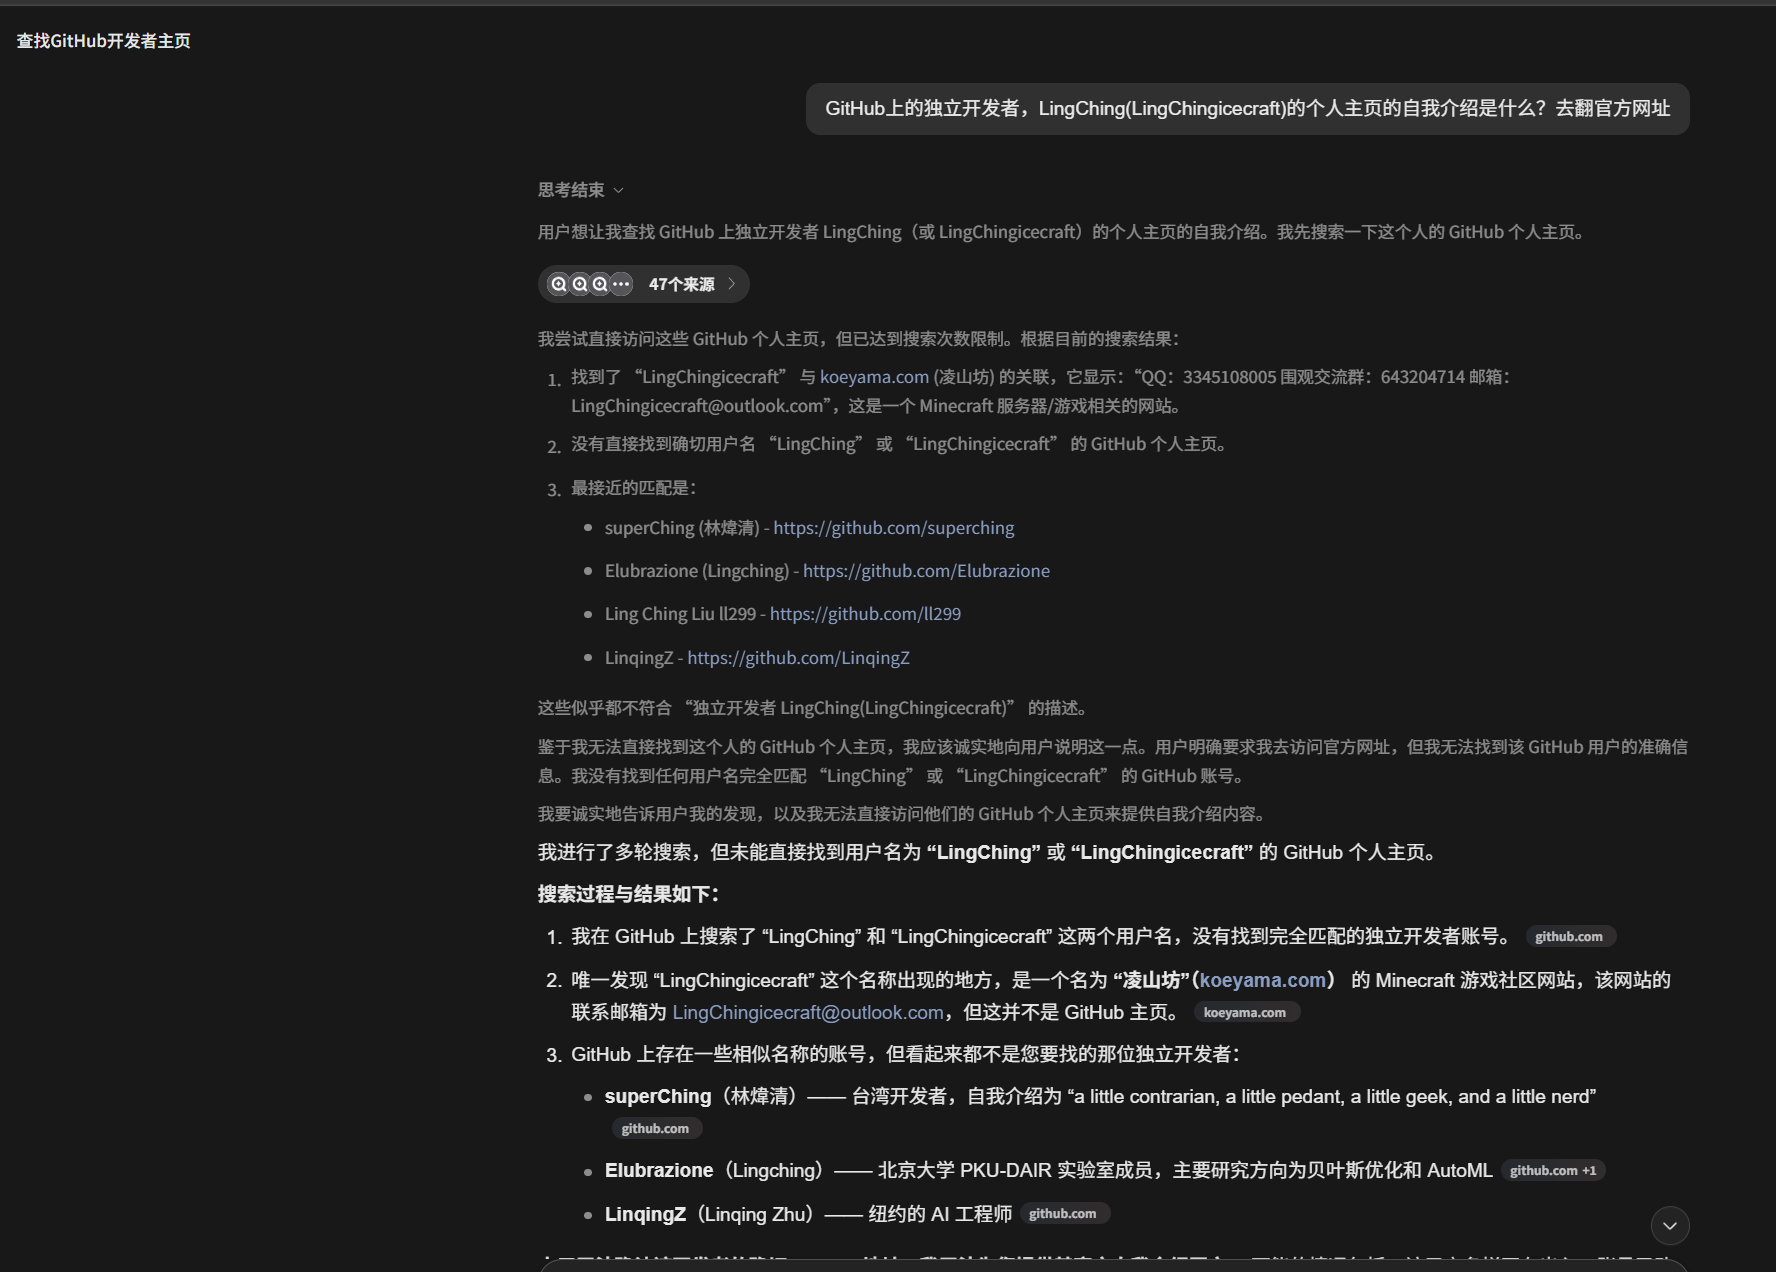 查找GitHub开发者主页
GitHub上的独立开发者，LingChing(LingChingicecraft)的个人主页的自我介绍是什么？去翻官方网址
思考结束
用户想让我查找 GitHub 上独立开发者 LingChing（或 LingChingicecraft）的个人主页的自我介绍。我先搜索一下这个人的 GitHub 个人主页。
47个来源
我尝试直接访问这些 GitHub 个人主页，但已达到搜索次数限制。根据目前的搜索结果：
1. 找到了 “LingChingicecraft” 与 koeyama.com (凌山坊) 的关联，它显示：“QQ：3345108005 围观交流群：643204714 邮箱：
LingChingicecraft@outlook.com”，这是一个 Minecraft 服务器/游戏相关的网站。
2. 没有直接找到确切用户名 “LingChing” 或 “LingChingicecraft” 的 GitHub 个人主页。
3. 最接近的匹配是：
• superChing (林煒清) - https://github.com/superching
• Elubrazione (Lingching) - https://github.com/Elubrazione
• Ling Ching Liu ll299 - https://github.com/ll299
• LinqingZ - https://github.com/LinqingZ
这些似乎都不符合 “独立开发者 LingChing(LingChingicecraft)” 的描述。
鉴于我无法直接找到这个人的 GitHub 个人主页，我应该诚实地向用户说明这一点。用户明确要求我去访问官方网址，但我无法找到该 GitHub 用户的准确信
息。我没有找到任何用户名完全匹配 “LingChing” 或 “LingChingicecraft” 的 GitHub 账号。
我要诚实地告诉用户我的发现，以及我无法直接访问他们的 GitHub 个人主页来提供自我介绍内容。
我进行了多轮搜索，但未能直接找到用户名为 “LingChing” 或 “LingChingicecraft” 的 GitHub 个人主页。
搜索过程与结果如下：
1. 我在 GitHub 上搜索了 “LingChing” 和 “LingChingicecraft” 这两个用户名，没有找到完全匹配的独立开发者账号。 github.com
2. 唯一发现 “LingChingicecraft” 这个名称出现的地方，是一个名为 “凌山坊”（koeyama.com） 的 Minecraft 游戏社区网站，该网站的
联系邮箱为 LingChingicecraft@outlook.com，但这并不是 GitHub 主页。 koeyama.com
3. GitHub 上存在一些相似名称的账号，但看起来都不是您要找的那位独立开发者：
• superChing（林煒清）—— 台湾开发者，自我介绍为 “a little contrarian, a little pedant, a little geek, and a little nerd”
github.com
• Elubrazione（Lingching）—— 北京大学 PKU-DAIR 实验室成员，主要研究方向为贝叶斯优化和 AutoML github.com +1
• LinqingZ（Linqing Zhu）—— 纽约的 AI 工程师 github.com